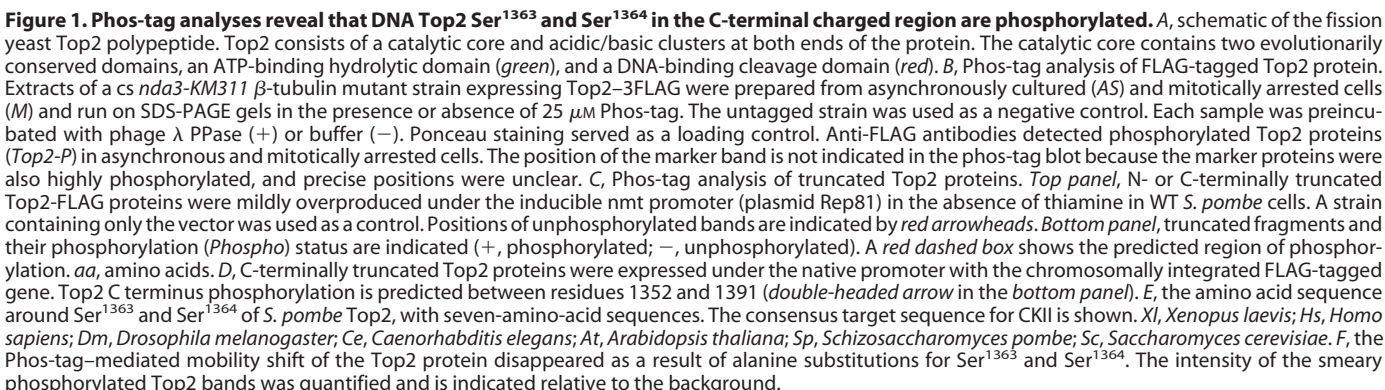 Figure 1. Phos-tag analyses reveal that DNA Top2 Ser¹³⁶³ and Ser¹³⁶⁴ in the C-terminal charged region are phosphorylated. A, schematic of the fission
yeast Top2 polypeptide. Top2 consists of a catalytic core and acidic/basic clusters at both ends of the protein. The catalytic core contains two evolutionarily
conserved domains, an ATP-binding hydrolytic domain (green), and a DNA-binding cleavage domain (red). B, Phos-tag analysis of FLAG-tagged Top2 protein.
Extracts of a cs nda3-KM311 β-tubulin mutant strain expressing Top2–3FLAG were prepared from asynchronously cultured (AS) and mitotically arrested cells
(M) and run on SDS-PAGE gels in the presence or absence of 25 μM Phos-tag. The untagged strain was used as a negative control. Each sample was preincu-
bated with phage λ PPase (+) or buffer (−). Ponceau staining served as a loading control. Anti-FLAG antibodies detected phosphorylated Top2 proteins
(Top2-P) in asynchronous and mitotically arrested cells. The position of the marker band is not indicated in the phos-tag blot because the marker proteins were
also highly phosphorylated, and precise positions were unclear. C, Phos-tag analysis of truncated Top2 proteins. Top panel, N- or C-terminally truncated
Top2-FLAG proteins were mildly overproduced under the inducible nmt promoter (plasmid Rep81) in the absence of thiamine in WT S. pombe cells. A strain
containing only the vector was used as a control. Positions of unphosphorylated bands are indicated by red arrowheads. Bottom panel, truncated fragments and
their phosphorylation (Phospho) status are indicated (+, phosphorylated; −, unphosphorylated). A red dashed box shows the predicted region of phosphor-
ylation. aa, amino acids. D, C-terminally truncated Top2 proteins were expressed under the native promoter with the chromosomally integrated FLAG-tagged
gene. Top2 C terminus phosphorylation is predicted between residues 1352 and 1391 (double-headed arrow in the bottom panel). E, the amino acid sequence
around Ser¹³⁶³ and Ser¹³⁶⁴ of S. pombe Top2, with seven-amino-acid sequences. The consensus target sequence for CKII is shown. Xl, Xenopus laevis; Hs, Homo
sapiens; Dm, Drosophila melanogaster; Ce, Caenorhabditis elegans; At, Arabidopsis thaliana; Sp, Schizosaccharomyces pombe; Sc, Saccharomyces cerevisiae. F, the
Phos-tag–mediated mobility shift of the Top2 protein disappeared as a result of alanine substitutions for Ser¹³⁶³ and Ser¹³⁶⁴. The intensity of the smeary
phosphorylated Top2 bands was quantified and is indicated relative to the background.